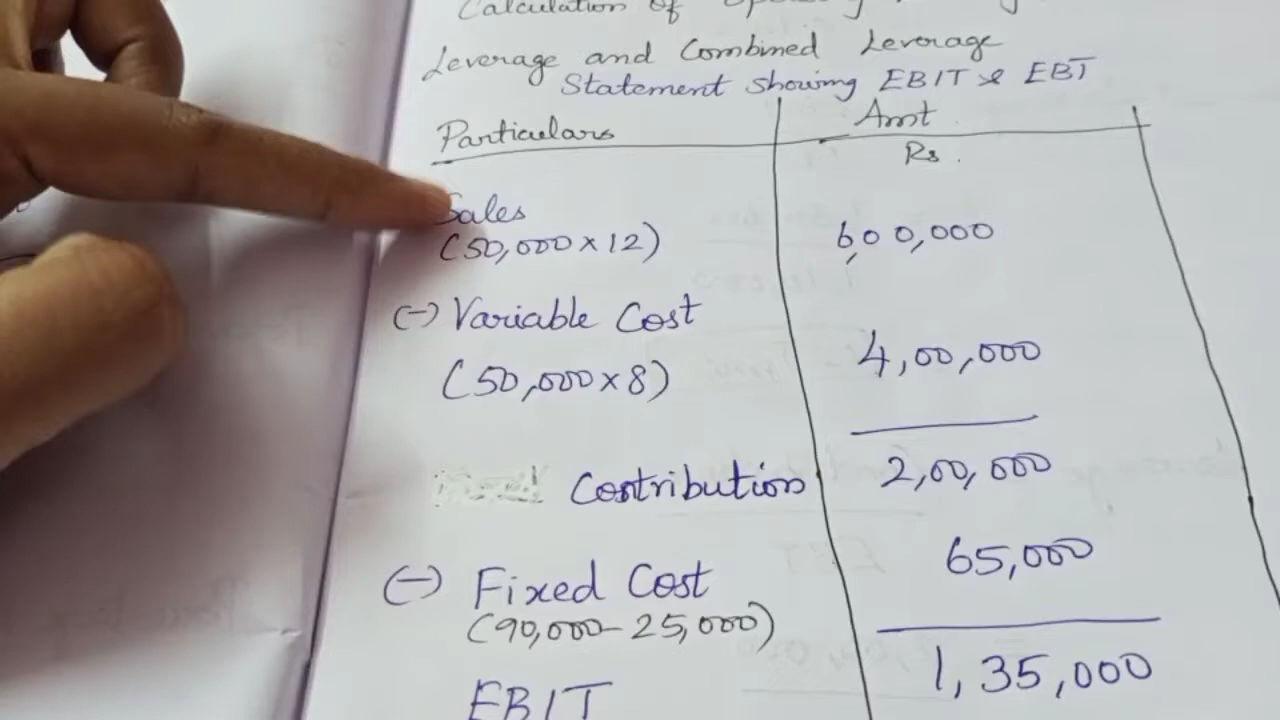 Calculation of
Leverage and Combined Leverage
Statement showing EBIT & EBT
Particulars Amt
Rs.
Sales
(50,000 x 12) 6,00,000
(-) Variable Cost
(50,000 x 8) 4,00,000
Contribution 2,00,000
(-) Fixed Cost 65,000
(90,000 - 25,000)
EBIT 1,35,000